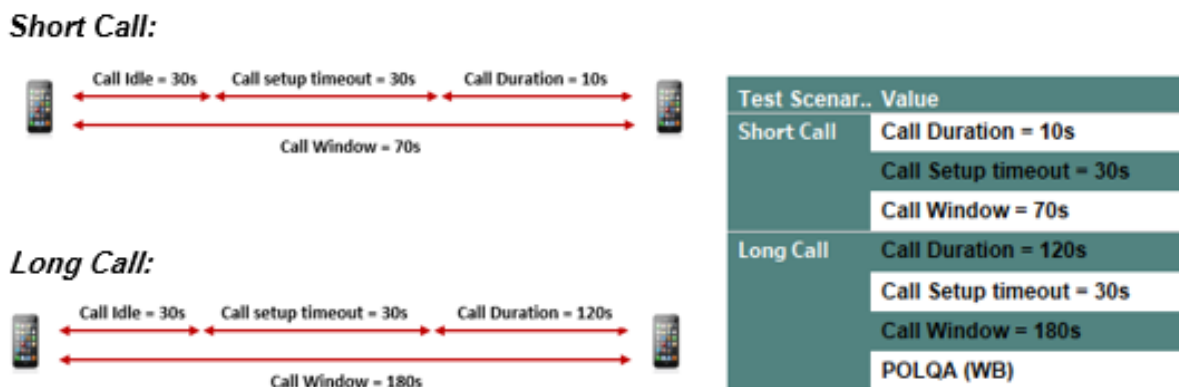 Short Call:
Call Idle = 30s Call setup timeout = 30s Call Duration = 10s
Call Window = 70s
Long Call:
Call Idle = 30s Call setup timeout = 30s Call Duration = 120s
Call Window = 180s
Test Scenar.. Value
Short Call Call Duration = 10s
Call Setup timeout = 30s
Call Window = 70s
Long Call Call Duration = 120s
Call Setup timeout = 30s
Call Window = 180s
POLQA (WB)